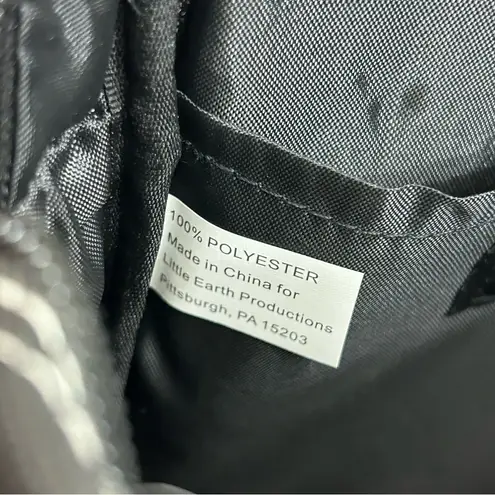 100% POLYESTER
Made in China for
Little Earth Productions
Pittsburgh, PA 15203